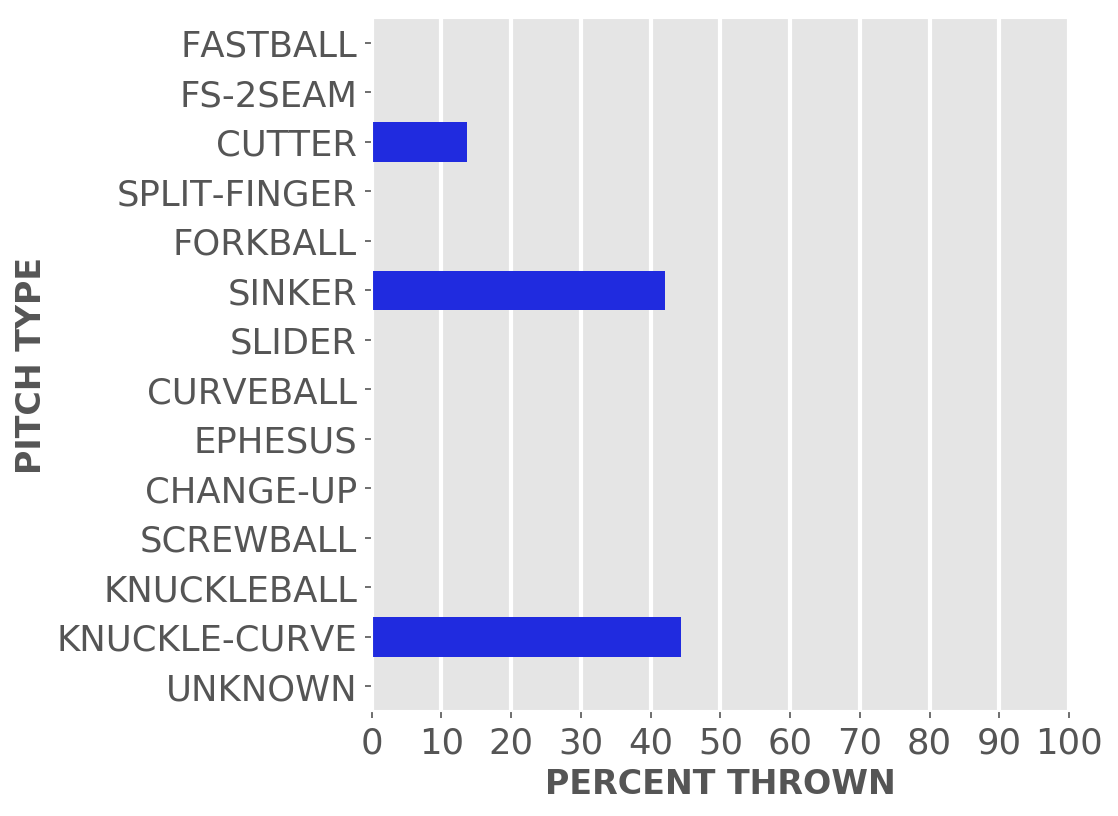 FASTBALL
FS-2SEAM
CUTTER
SPLIT-FINGER
FORKBALL
SINKER
SLIDER
CURVEBALL
EPHESUS
CHANGE-UP
SCREWBALL
KNUCKLEBALL
KNUCKLE-CURVE
UNKNOWN
PITCH TYPE
0 10 20 30 40 50 60 70 80 90 100
PERCENT THROWN